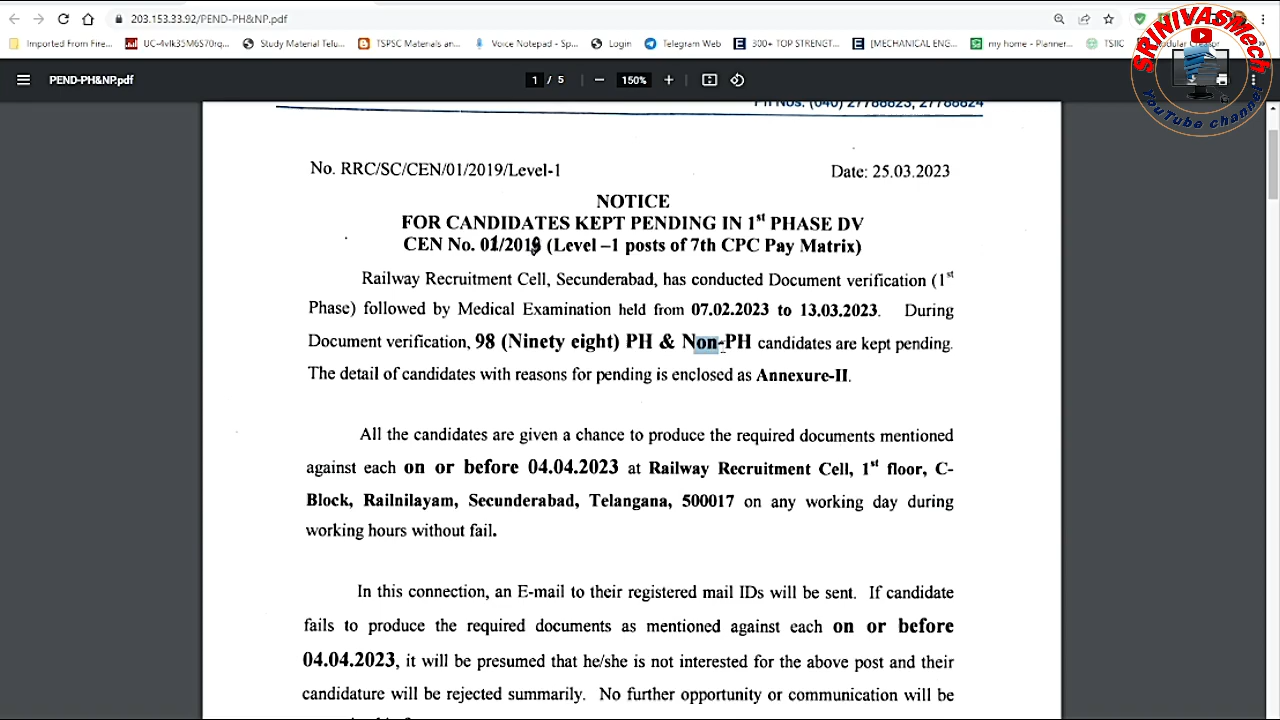 203.153.33.92/PEND-PH&NP.pdf
Imported From Fire... UC-4vIk35M6S70rq... Study Material Telu... TSPSC Materials an... Voice Notepad - Sp... Login Telegram Web 300+ TOP STRENGT... [MECHANICAL ENG... my home - Planner... TSIIC
PEND-PH&NP.pdf 1 / 5 150%
SRINIVASMech
YouTube channel
PH Nos. (040) 27788823, 27788824
No. RRC/SC/CEN/01/2019/Level-1 Date: 25.03.2023
NOTICE
FOR CANDIDATES KEPT PENDING IN 1st PHASE DV
CEN No. 01/2019 (Level –1 posts of 7th CPC Pay Matrix)
Railway Recruitment Cell, Secunderabad, has conducted Document verification (1st
Phase) followed by Medical Examination held from 07.02.2023 to 13.03.2023. During
Document verification, 98 (Ninety eight) PH & Non-PH candidates are kept pending.
The detail of candidates with reasons for pending is enclosed as Annexure-II.
All the candidates are given a chance to produce the required documents mentioned
against each on or before 04.04.2023 at Railway Recruitment Cell, 1st floor, C-
Block, Railnilayam, Secunderabad, Telangana, 500017 on any working day during
working hours without fail.
In this connection, an E-mail to their registered mail IDs will be sent. If candidate
fails to produce the required documents as mentioned against each on or before
04.04.2023, it will be presumed that he/she is not interested for the above post and their
candidature will be rejected summarily. No further opportunity or communication will be